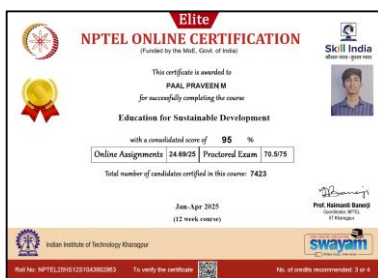 Elite
NPTEL ONLINE CERTIFICATION
(Funded by the MoE, Govt. of India)
Skill India
कौशल भारत - कुशल भारत
This certificate is awarded to
PAAL PRAVEEN M
for successfully completing the course
Education for Sustainable Development
with a consolidated score of 95 %
Online Assignments 24.69/25 Proctored Exam 70.5/75
Total number of candidates certified in this course: 7423
Jan-Apr 2025
(12 week course)
Prof. Haimanti Banerji
Coordinator, NPTEL
IIT Kharagpur
Indian Institute of Technology Kharagpur
swayam
Roll No: NPTEL25HS12S1043602963
To verify the certificate
No. of credits recommended: 3 or 4